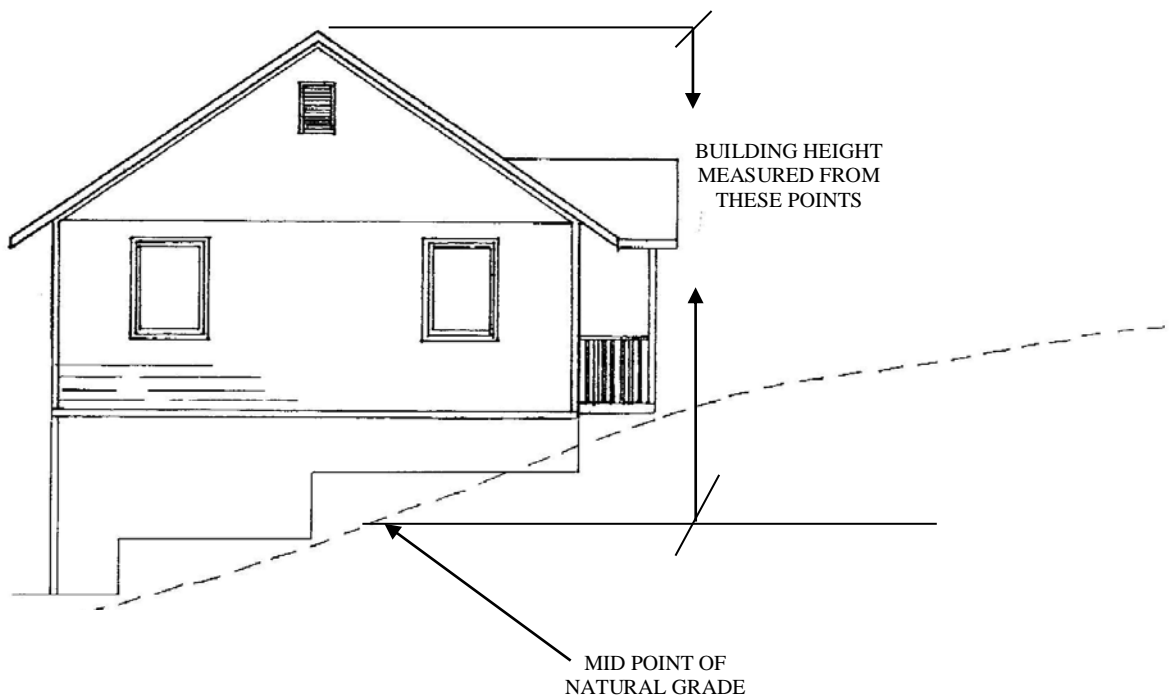 BUILDING HEIGHT
MEASURED FROM
THESE POINTS
MID POINT OF
NATURAL GRADE